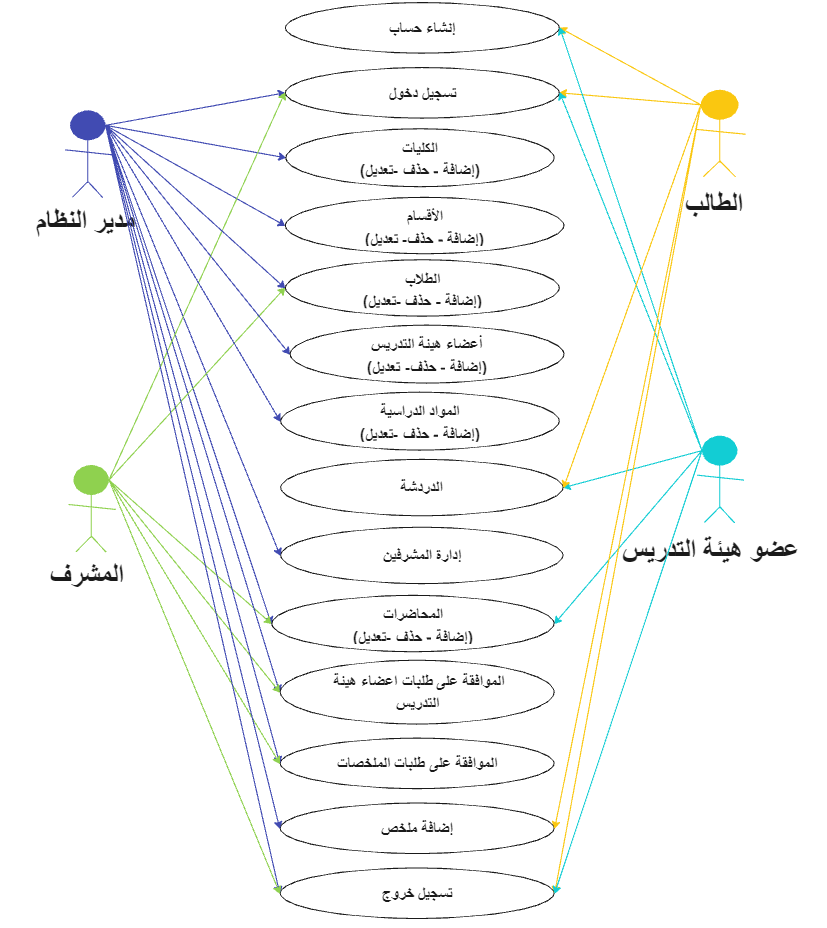 إنشاء حساب
تسجيل دخول
الكليات
(إضافة - حذف -تعديل)
الأقسام
(إضافة - حذف- تعديل)
الطلاب
(إضافة - حذف -تعديل)
أعضاء هيئة التدريس
(إضافة - حذف- تعديل)
المواد الدراسية
(إضافة - حذف -تعديل)
الدردشة
إدارة المشرفين
المحاضرات
(إضافة - حذف -تعديل)
الموافقة على طلبات اعضاء هيئة
التدريس
الموافقة على طلبات الملخصات
إضافة ملخص
تسجيل خروج
الطالب
عضو هيئة التدريس
مدير النظام
المشرف